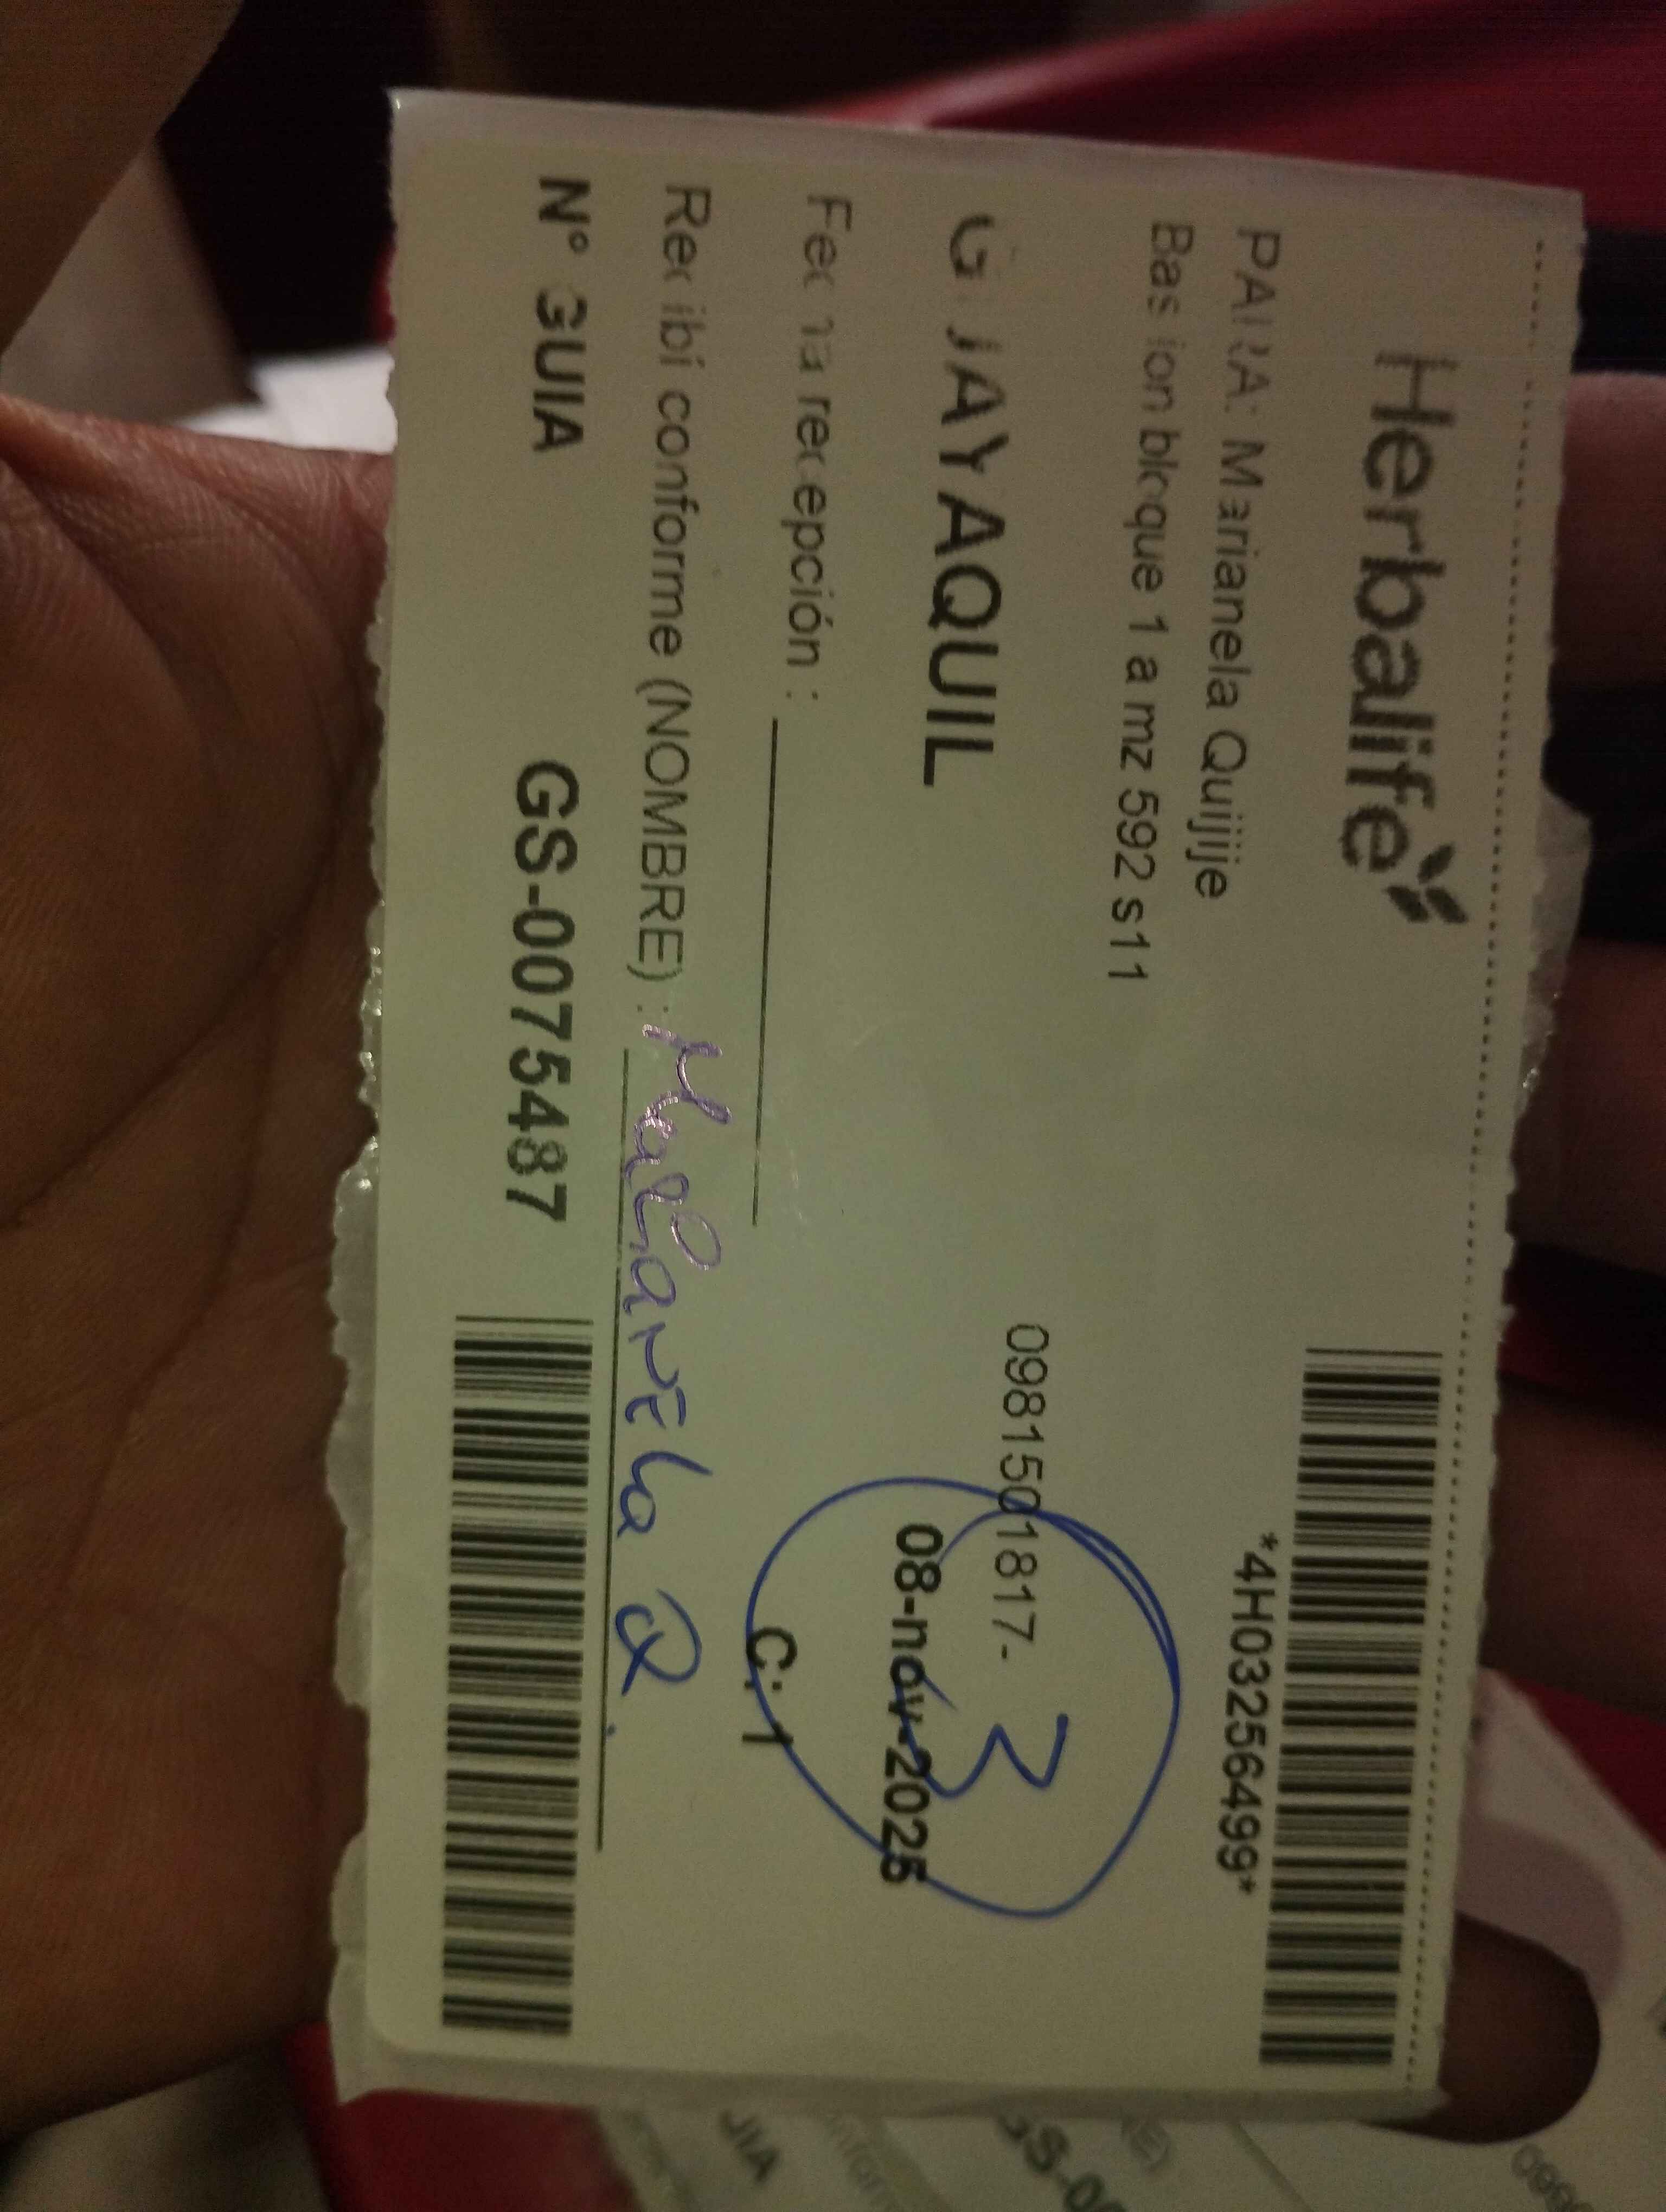 Herbalife
*4H03256499*
PARA: Marianela Quijije
Bastion bloque 1 a mz 592 s11
0981501817-
GUAYAQUIL
08-nov-2025
3
Fecha recepción :
C: 1
Recibí conforme (NOMBRE) : Marianela Q.
N° GUIA GS-0075487